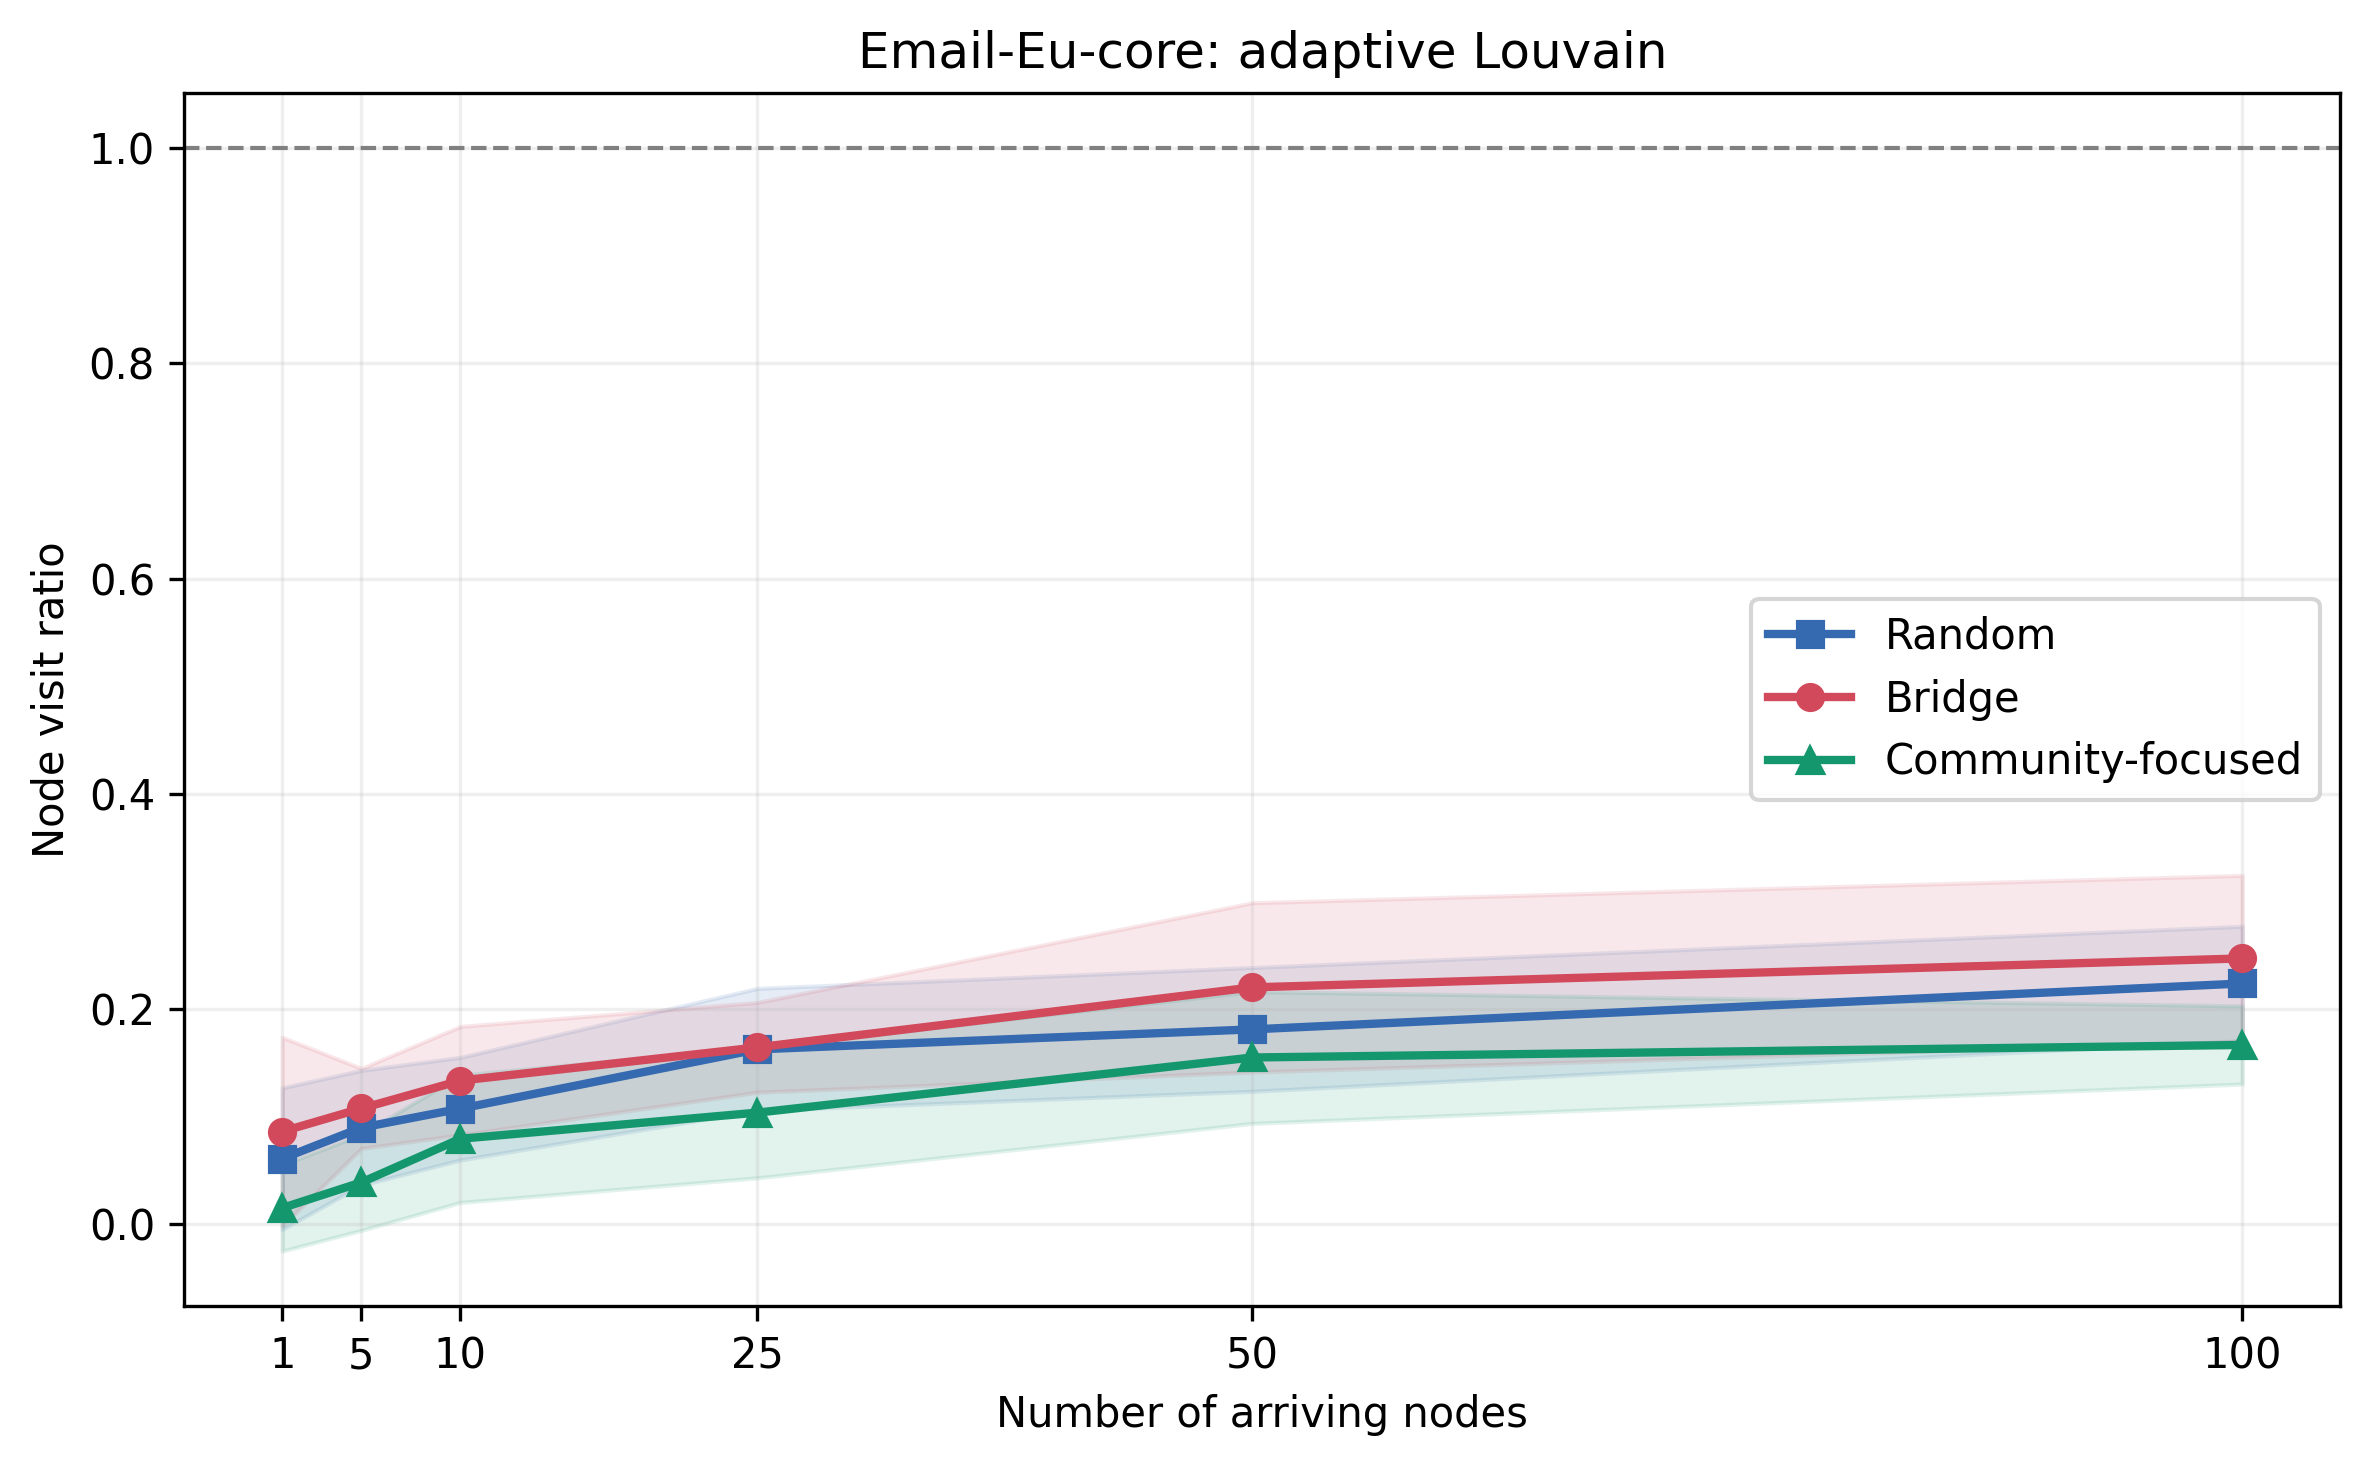 Email-Eu-core: adaptive Louvain
Node visit ratio
1.0
0.8
0.6
0.4
0.2
0.0
Random
Bridge
Community-focused
1 5 10 25 50 100
Number of arriving nodes